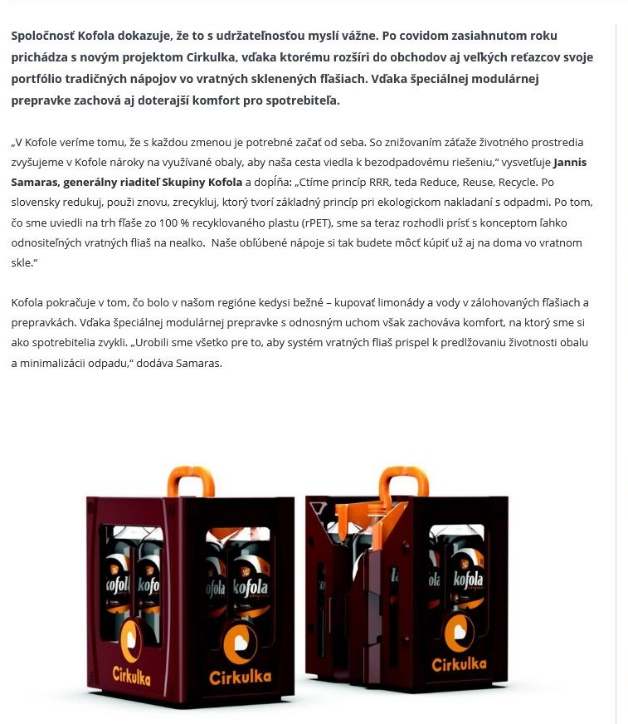 Spoločnosť Kofola dokazuje, že to s udržateľnosťou myslí vážne. Po covidom zasiahnutom roku
prichádza s novým projektom Cirkulka, vďaka ktorému rozšíri do obchodov aj veľkých reťazcov svoje
portfólio tradičných nápojov vo vratných sklenených fľašiach. Vďaka špeciálnej modulárnej
prepravke zachová aj doterajší komfort pre spotrebiteľa.
„V Kofole veríme tomu, že s každou zmenou je potrebné začať od seba. So znižovaním záťaže životného prostredia
zvyšujeme v Kofole nároky na využívané obaly, aby naša cesta viedla k bezodpadovému riešeniu,“ vysvetľuje Jannis
Samaras, generálny riaditeľ Skupiny Kofola a dopĺňa: „Ctíme princíp RRR, teda Reduce, Reuse, Recycle. Po
slovensky redukuj, použi znovu, zrecykluj, ktorý tvorí základný princíp pri ekologickom nakladaní s odpadmi. Po tom,
čo sme uviedli na trh fľaše zo 100 % recyklovaného plastu (rPET), sme sa teraz rozhodli prísť s konceptom ľahko
odnositeľných vratných fliaš na nealko. Naše obľúbené nápoje si tak budete môcť kúpiť už aj na doma vo vratnom
skle.“
Kofola pokračuje v tom, čo bolo v našom regióne kedysi bežné – kupovať limonády a vody v zálohovaných fľašiach a
prepravkách. Vďaka špeciálnej modulárnej prepravke s odnosným uchom však zachováva komfort, na ktorý sme si
ako spotrebitelia zvykli. „Urobili sme všetko pre to, aby systém vratných fliaš prispel k predlžovaniu životnosti obalu
a minimalizácii odpadu,“ dodáva Samaras.
kofola kofo ofola kofola
la ola kofola
Cirkulka Cirkulka Cirkulka